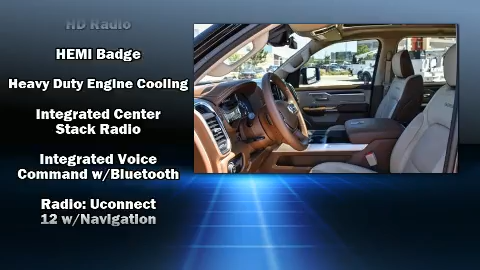 HD Radio
HEMI Badge
Heavy Duty Engine Cooling
Integrated Center
Stack Radio
Integrated Voice
Command w/Bluetooth
Radio: Uconnect
12 w/Navigation